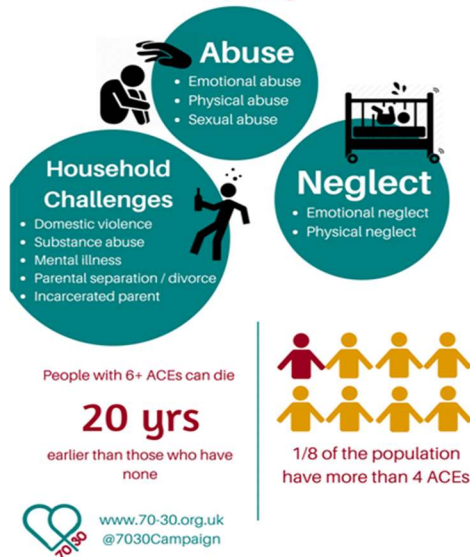 Abuse
• Emotional abuse
• Physical abuse
• Sexual abuse
Household
Challenges
• Domestic violence
• Substance abuse
• Mental illness
• Parental separation / divorce
• Incarcerated parent
Neglect
• Emotional neglect
• Physical neglect
People with 6+ ACEs can die
20 yrs
earlier than those who have
none
1/8 of the population
have more than 4 ACEs
70 30
www.70-30.org.uk
@7030Campaign